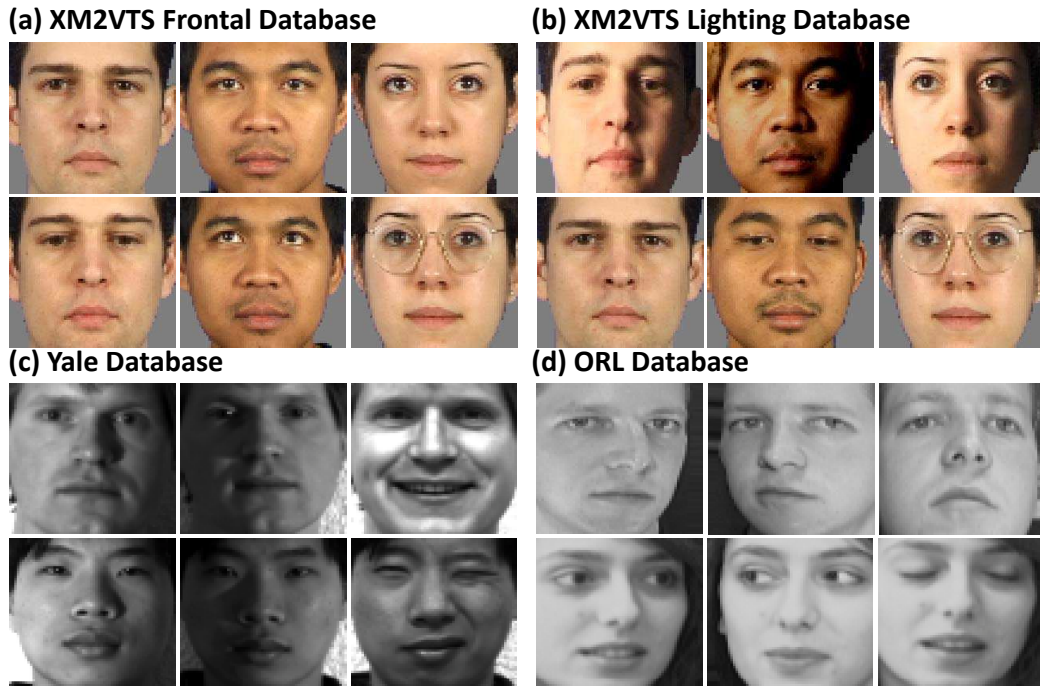 (a) XM2VTS Frontal Database
(b) XM2VTS Lighting Database
(c) Yale Database
(d) ORL Database